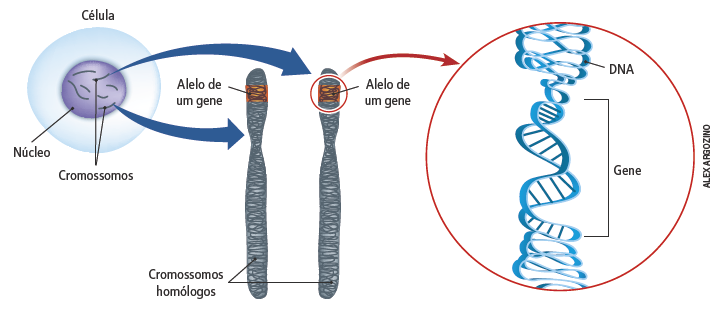 Célula
Núcleo
Cromossomos
Alelo de
um gene
Alelo de
um gene
Cromossomos
homólogos
DNA
Gene
ALEX ARGOZINO